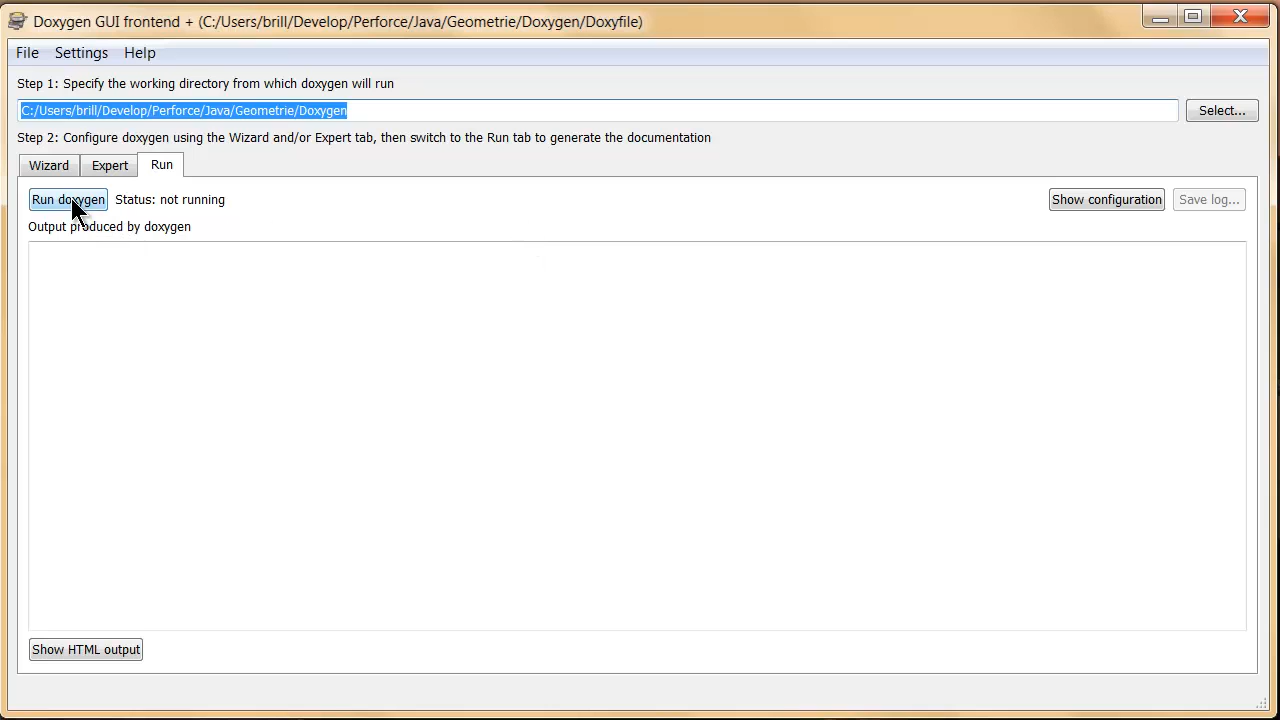 Doxygen GUI frontend + (C:/Users/brill/Develop/Perforce/Java/Geometrie/Doxygen/Doxyfile)
File Settings Help
Step 1: Specify the working directory from which doxygen will run
C:/Users/brill/Develop/Perforce/Java/Geometrie/Doxygen Select...
Step 2: Configure doxygen using the Wizard and/or Expert tab, then switch to the Run tab to generate the documentation
Wizard Expert Run
Run doxygen Status: not running Show configuration Save log...
Output produced by doxygen
Show HTML output